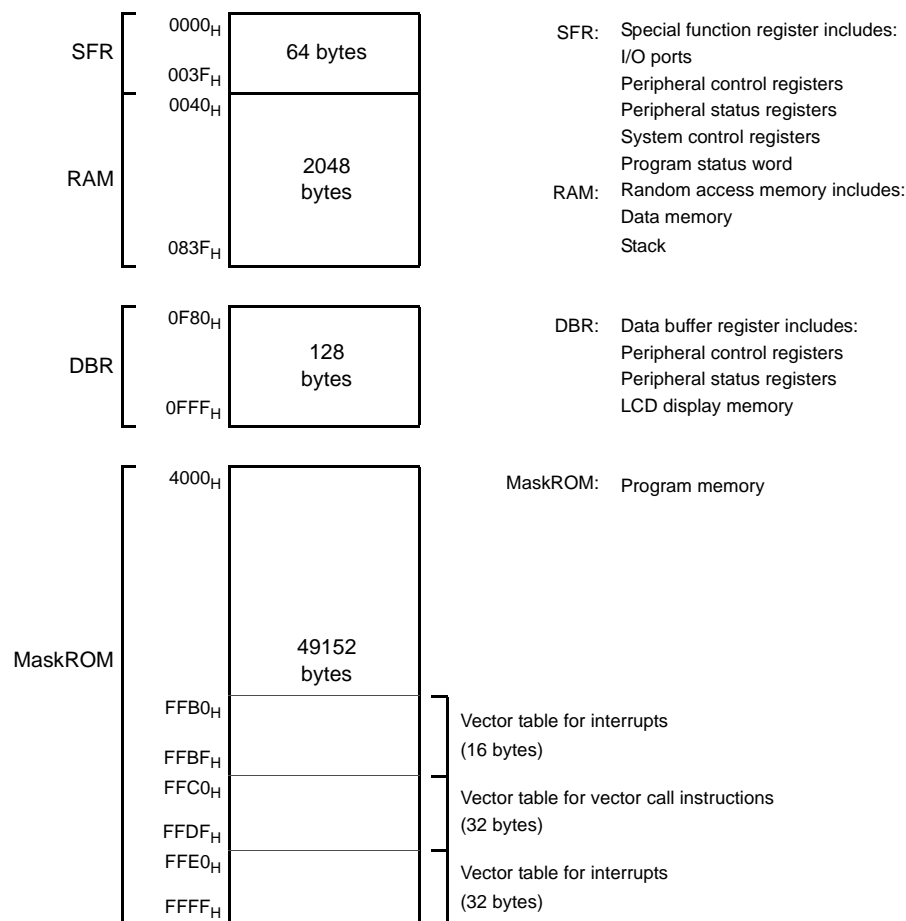 0000H
SFR
64 bytes
003FH
0040H
RAM
2048
bytes
083FH
SFR: Special function register includes:
I/O ports
Peripheral control registers
Peripheral status registers
System control registers
Program status word
RAM: Random access memory includes:
Data memory
Stack
0F80H
DBR
128
bytes
0FFFH
DBR: Data buffer register includes:
Peripheral control registers
Peripheral status registers
LCD display memory
4000H
MaskROM: Program memory
MaskROM
49152
bytes
FFB0H
Vector table for interrupts
(16 bytes)
FFBFH
FFC0H
Vector table for vector call instructions
(32 bytes)
FFDFH
FFE0H
Vector table for interrupts
(32 bytes)
FFFFH